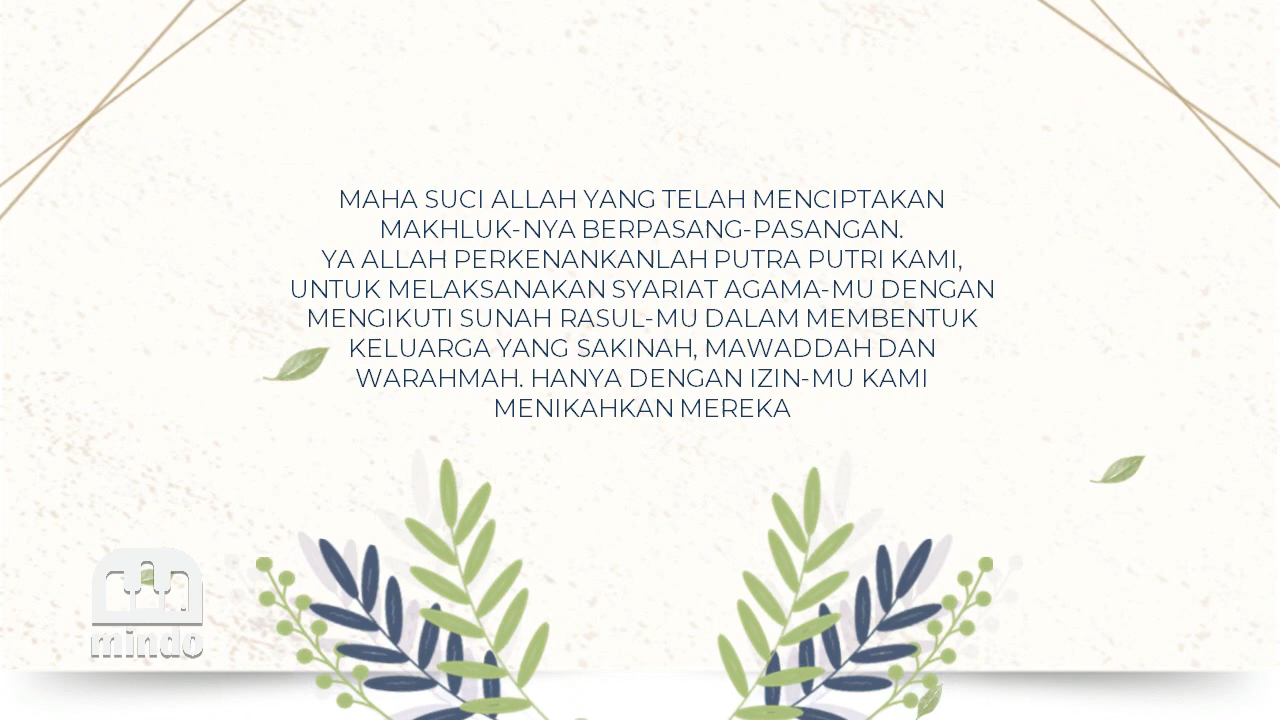 MAHA SUCI ALLAH YANG TELAH MENCIPTAKAN
MAKHLUK-NYA BERPASANG-PASANGAN.
YA ALLAH PERKENANKANLAH PUTRA PUTRI KAMI,
UNTUK MELAKSANAKAN SYARIAT AGAMA-MU DENGAN
MENGIKUTI SUNAH RASUL-MU DALAM MEMBENTUK
KELUARGA YANG SAKINAH, MAWADDAH DAN
WARAHMAH. HANYA DENGAN IZIN-MU KAMI
MENIKAHKAN MEREKA
mindo